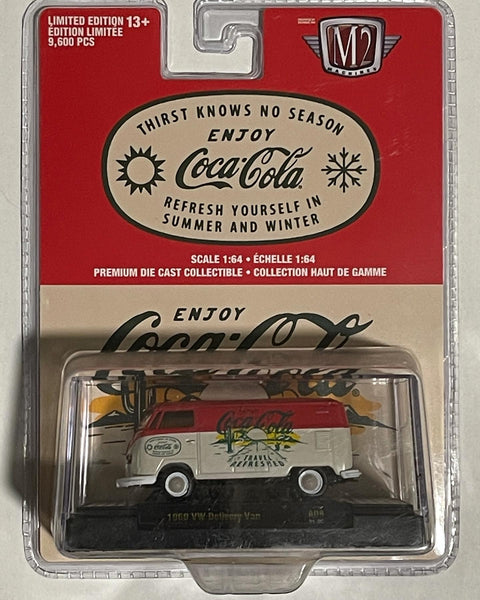 LIMITED EDITION 13+
ÉDITION LIMITÉE
9,600 PCS
M2
MACHINES
THIRST KNOWS NO SEASON
ENJOY
Coca-Cola
REFRESH YOURSELF IN
SUMMER AND WINTER
SCALE 1:64 • ÉCHELLE 1:64
PREMIUM DIE CAST COLLECTIBLE • COLLECTION HAUT DE GAMME
ENJOY
Coca-Cola
Coca-Cola
TRAVEL
REFRESHED
1960 VW Delivery Van